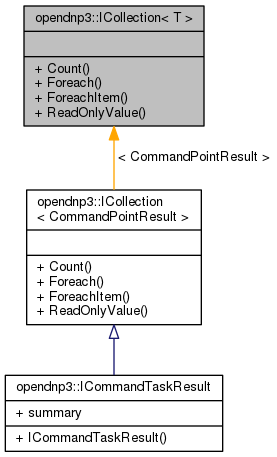 opendnp3::ICollection< T >
+ Count()
+ Foreach()
+ ForeachItem()
+ ReadOnlyValue()
< CommandPointResult >
opendnp3::ICollection
< CommandPointResult >
+ Count()
+ Foreach()
+ ForeachItem()
+ ReadOnlyValue()
opendnp3::ICommandTaskResult
+ summary
+ ICommandTaskResult()